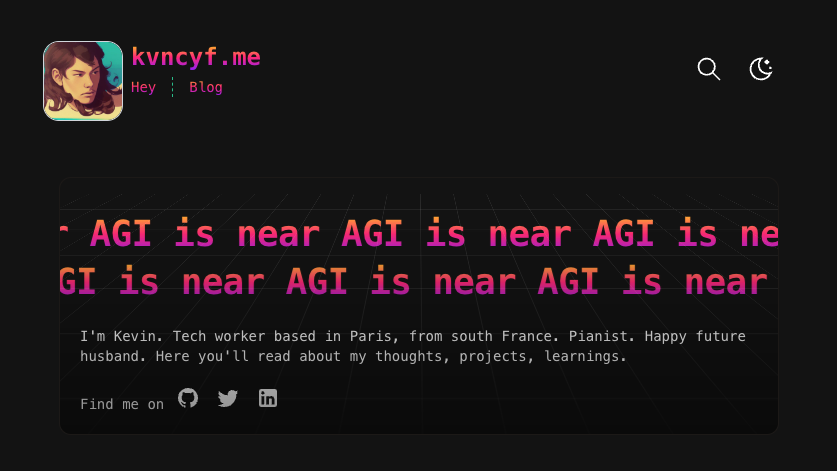 kvncyf.me
Hey
Blog
r AGI is near AGI is near AGI is ne
GI is near AGI is near AGI is near
I'm Kevin. Tech worker based in Paris, from south France. Pianist. Happy future
husband. Here you'll read about my thoughts, projects, learnings.
Find me on